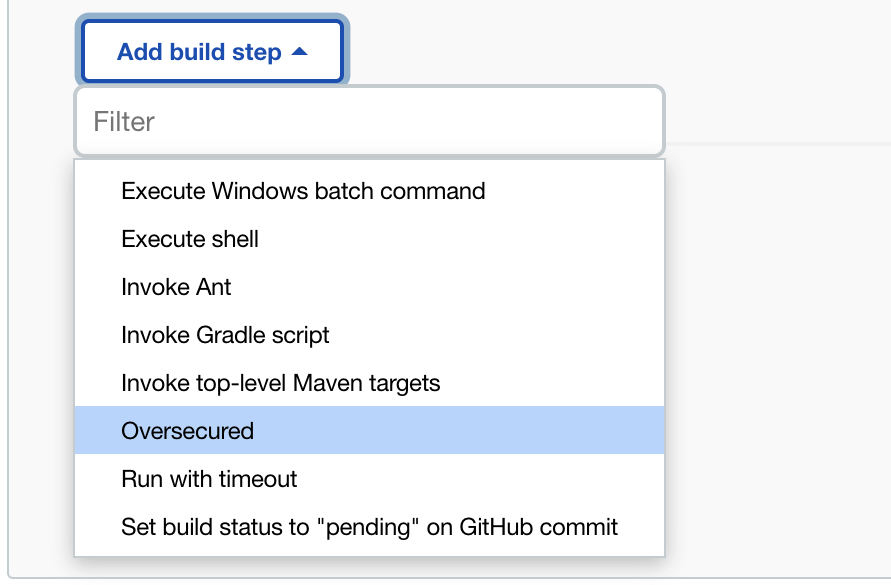 Add build step
Filter
Execute Windows batch command
Execute shell
Invoke Ant
Invoke Gradle script
Invoke top-level Maven targets
Oversecured
Run with timeout
Set build status to "pending" on GitHub commit